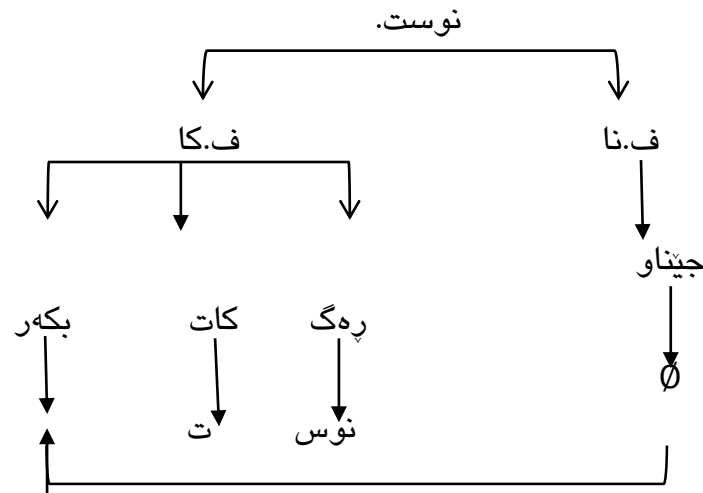 نوست.
ف.نا ف.کا
جێناو
ڕەگ کات بکەر
Ø
نوس ت